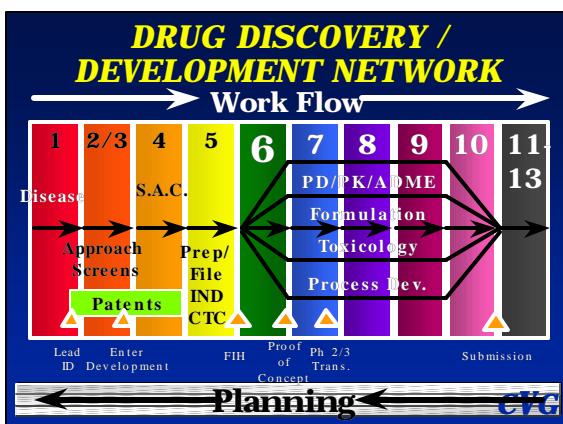 DRUG DISCOVERY /
DEVELOPMENT NETWORK
Work Flow
1 2/3 4 5 6 7 8 9 10 11-
13
Disease
S.A.C.
PD/PK/ADME
Formulation
Toxicology
Process Dev.
Approach
Screens
Prep/
File
IND
CTC
Patents
Lead
ID
Enter
Development
FIH
Proof
of
Concept
Ph 2/3
Trans.
Submission
Planning
CVG